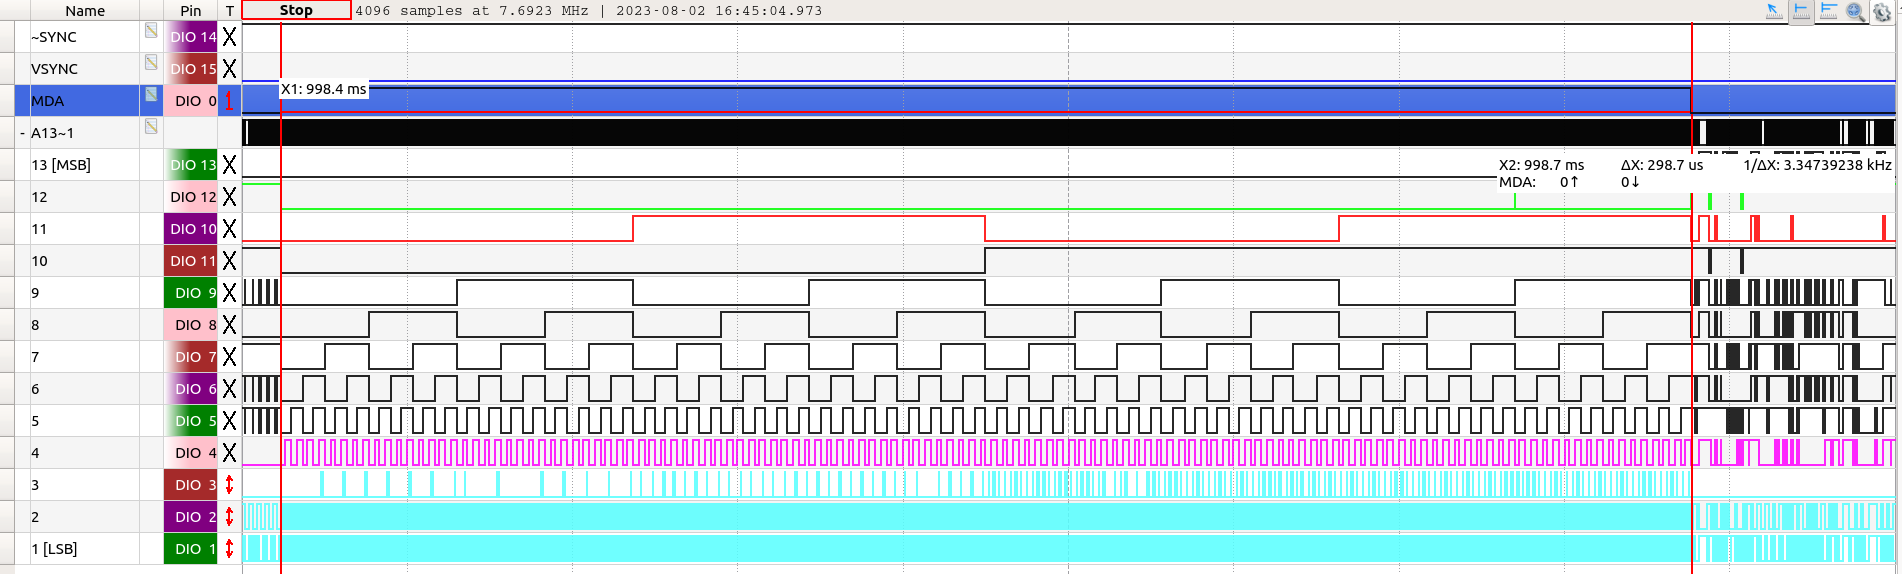 Name Pin T Stop 4096 samples at 7.6923 MHz | 2023-08-02 16:45:04.973
~SYNC DIO 14 X
VSYNC DIO 15 X
X1: 998.4 ms
MDA DIO 0
- A13~1
13 [MSB] DIO 13 X
X2: 998.7 ms ΔX: 298.7 us 1/ΔX: 3.34739238 kHz
MDA: 0↑ 0↓
12 DIO 12 X
11 DIO 10 X
10 DIO 11 X
9 DIO 9 X
8 DIO 8 X
7 DIO 7 X
6 DIO 6 X
5 DIO 5 X
4 DIO 4 X
3 DIO 3
2 DIO 2
1 [LSB] DIO 1